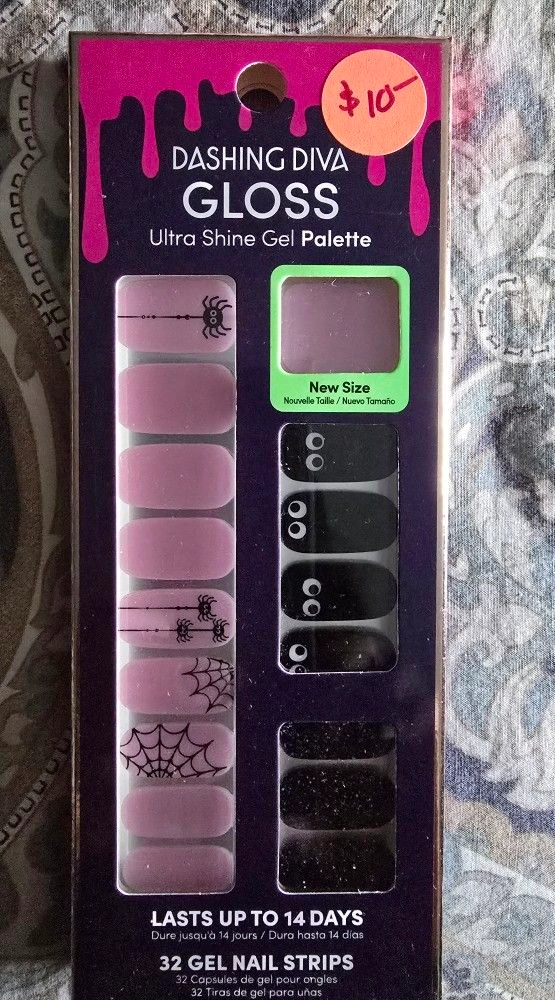 $10-
DASHING DIVA
GLOSS
Ultra Shine Gel Palette
New Size
Nouvelle Taille / Nuevo Tamaño
LASTS UP TO 14 DAYS
Dure jusqu'à 14 jours / Dura hasta 14 días
32 GEL NAIL STRIPS
32 Capsules de gel pour ongles
32 Tiras de gel para uñas